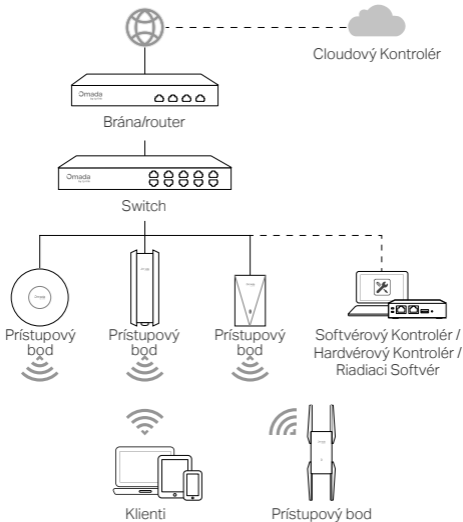 Cloudový Kontrolér
Omada
Brána/router
Omada
Switch
Prístupový
bod
Prístupový
bod
Prístupový
bod
Softvérový Kontrolér /
Hardvérový Kontrolér /
Riadiaci Softvér
Klienti
Prístupový bod